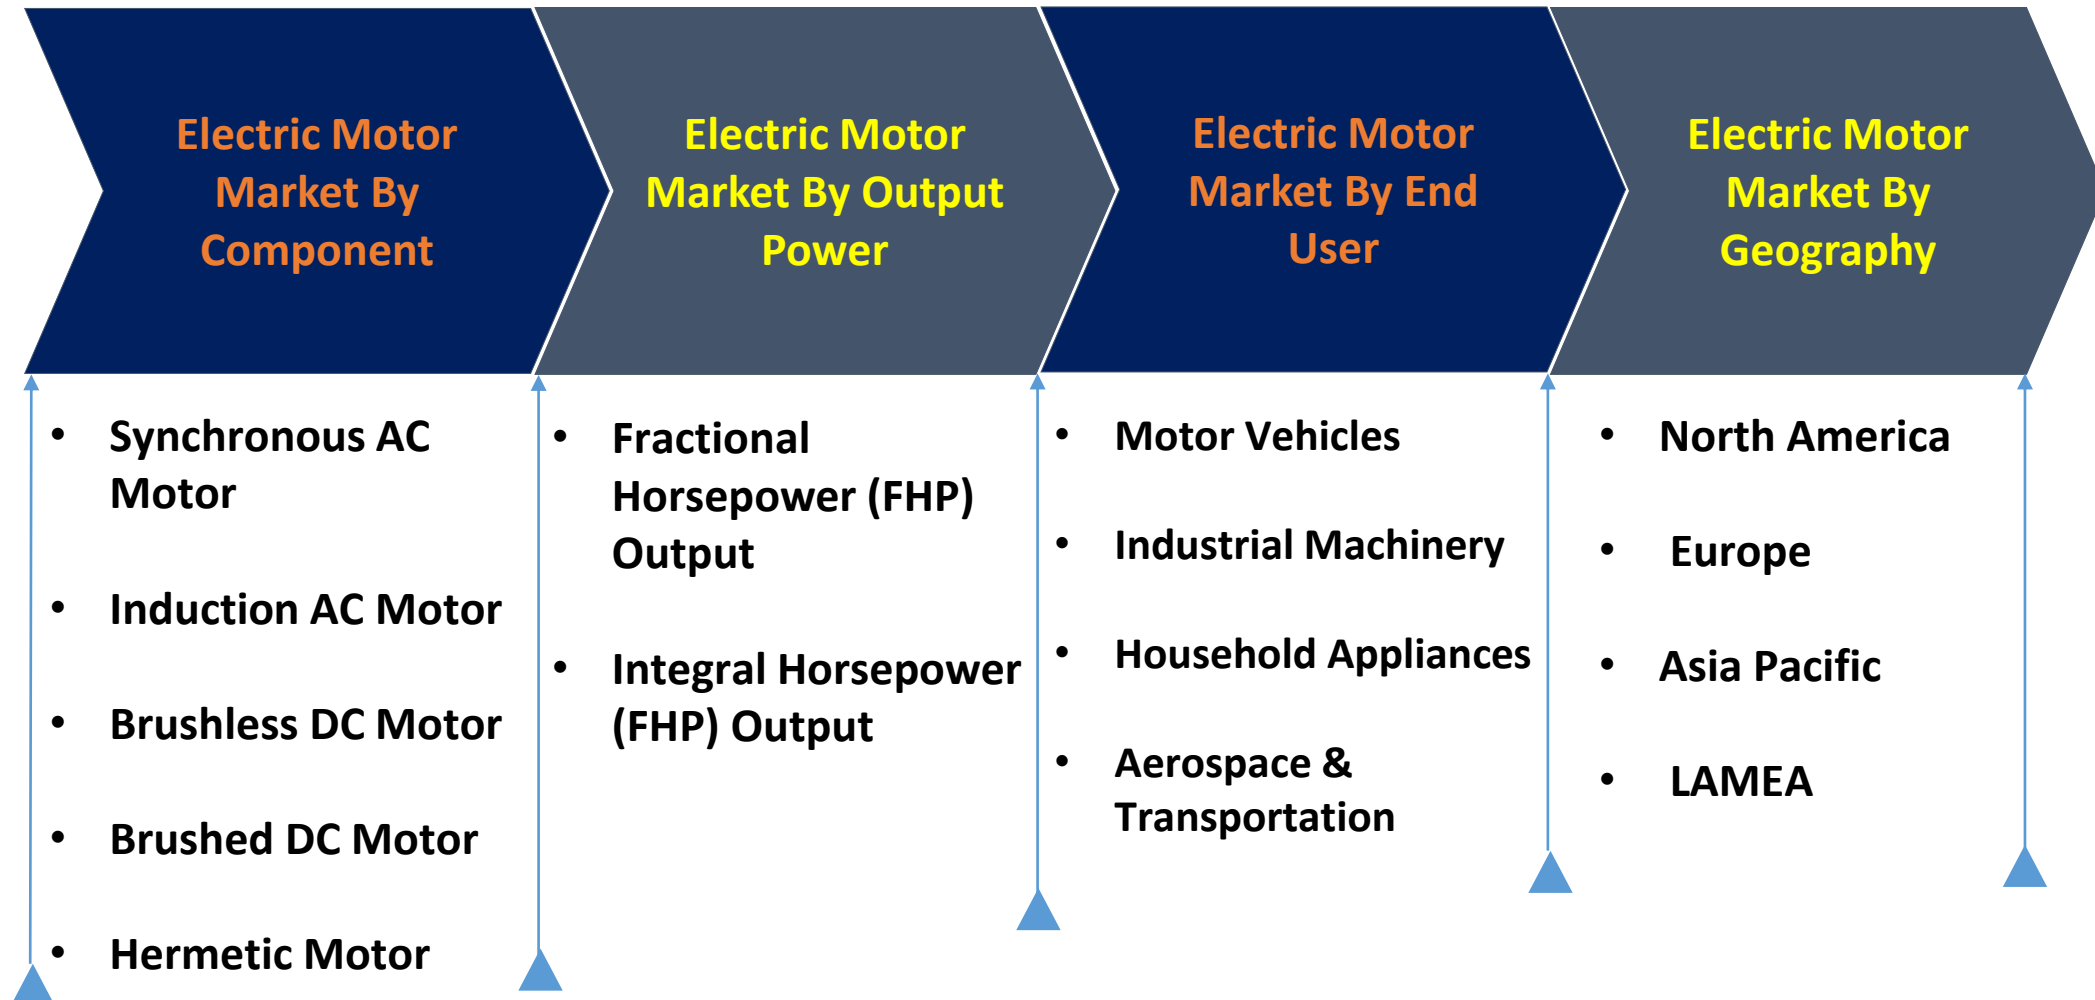 Electric Motor
Market By
Component
Electric Motor
Market By Output
Power
Electric Motor
Market By End
User
Electric Motor
Market By
Geography
• Synchronous AC
Motor
• Induction AC Motor
• Brushless DC Motor
• Brushed DC Motor
• Hermetic Motor
• Fractional
Horsepower (FHP)
Output
• Integral Horsepower
(FHP) Output
• Motor Vehicles
• Industrial Machinery
• Household Appliances
• Aerospace &
Transportation
• North America
• Europe
• Asia Pacific
• LAMEA